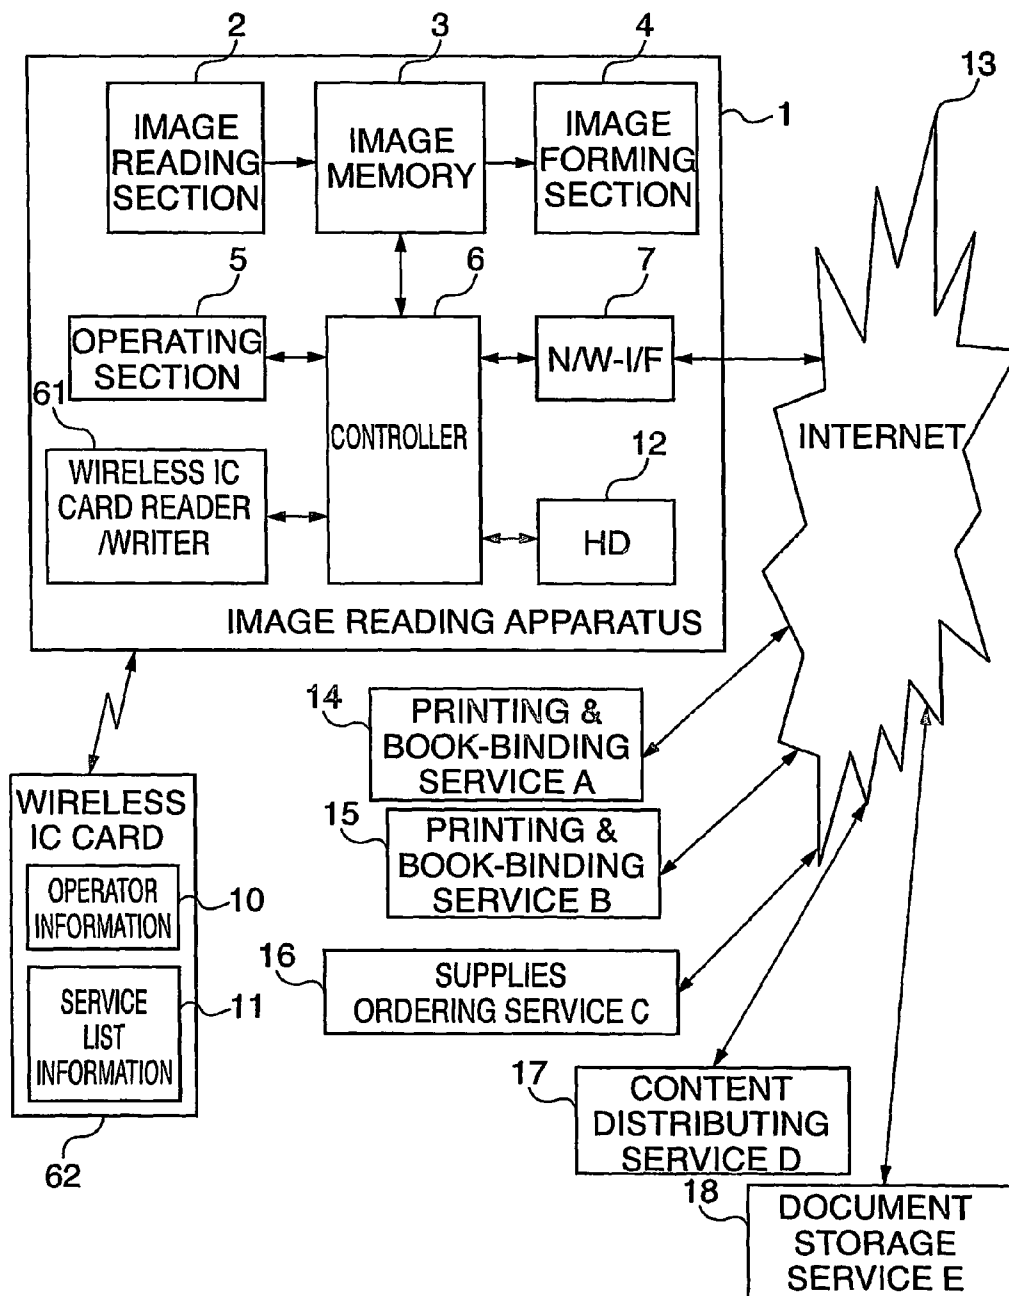 2
3
4
13
IMAGE
READING
SECTION
IMAGE
MEMORY
IMAGE
FORMING
SECTION
1
5
6
7
OPERATING
SECTION
CONTROLLER
N/W-I/F
INTERNET
61
WIRELESS IC
CARD READER
/WRITER
12
HD
IMAGE READING APPARATUS
14
PRINTING &
BOOK-BINDING
SERVICE A
15
PRINTING &
BOOK-BINDING
SERVICE B
WIRELESS
IC CARD
OPERATOR
INFORMATION
10
SERVICE
LIST
INFORMATION
11
62
16
SUPPLIES
ORDERING SERVICE C
17
CONTENT
DISTRIBUTING
SERVICE D
18
DOCUMENT
STORAGE
SERVICE E